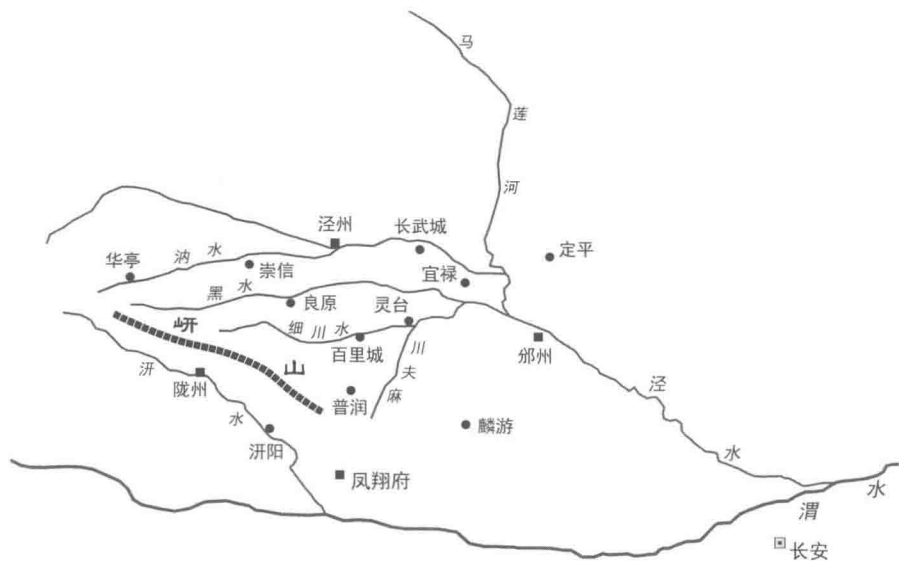 马莲河
泾州
长武城
定平
汭水
华亭
崇信
宜禄
黑水
良原
灵台
岍山
细川水
百里城
邠州
汧水
陇州
麻夫川
普润
泾水
麟游
汧阳
凤翔府
渭水
长安